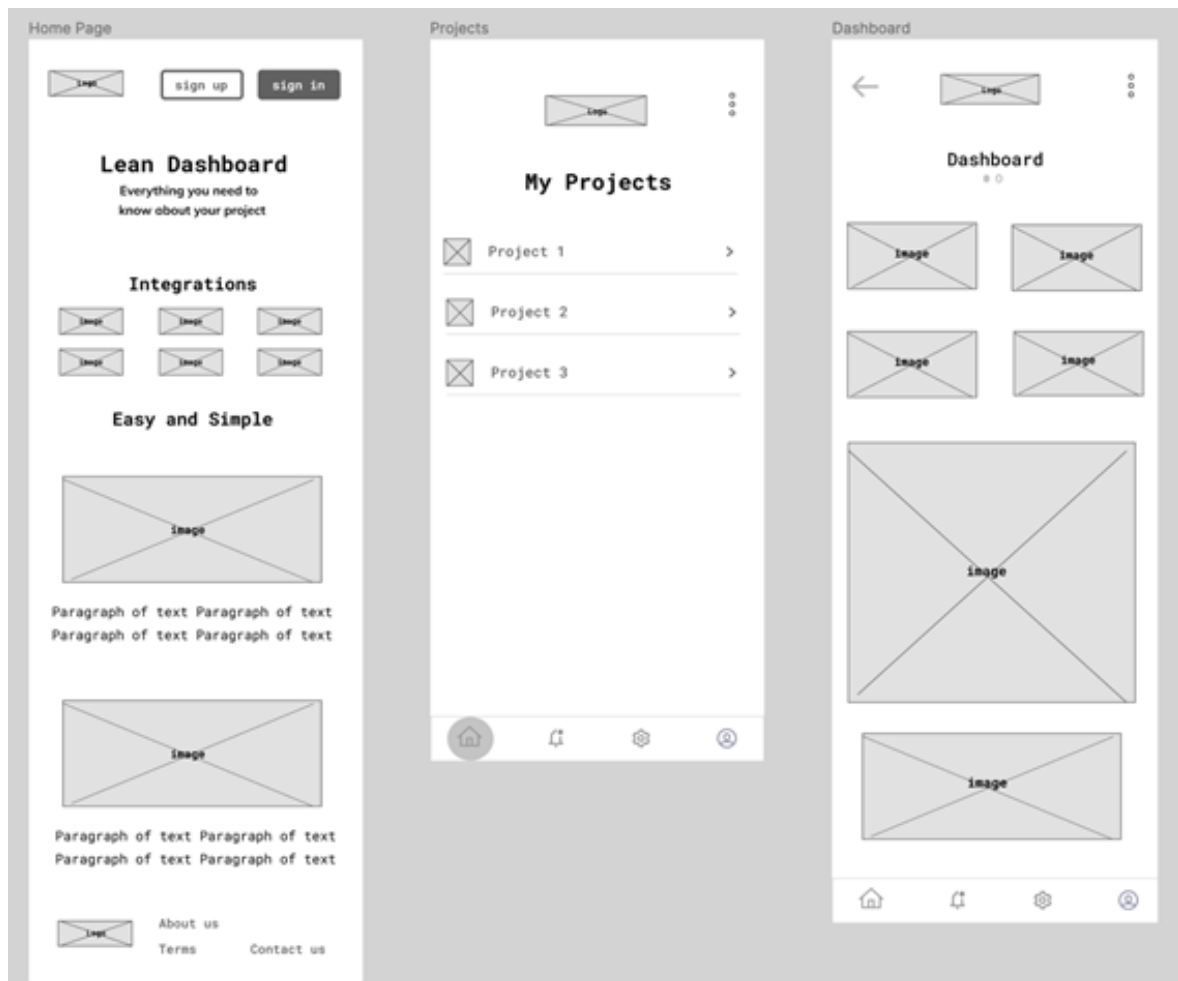 Home Page
Logo
sign up
sign in
Lean Dashboard
Everything you need to
know about your project
Integrations
image image image
image image image
Easy and Simple
image
Paragraph of text Paragraph of text
Paragraph of text Paragraph of text
image
Paragraph of text Paragraph of text
Paragraph of text Paragraph of text
Logo
About us
Terms
Contact us
Projects
Logo
My Projects
Project 1
Project 2
Project 3
Dashboard
Logo
Dashboard
image image
image image
image
image